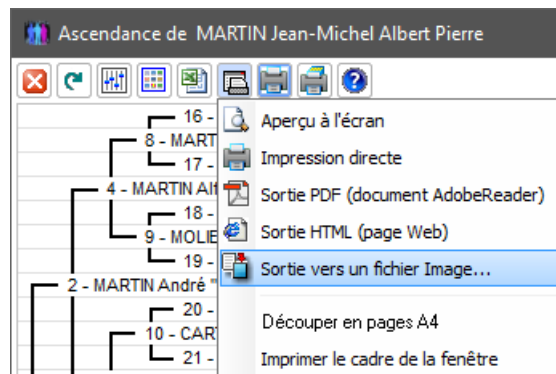 Ascendance de MARTIN Jean-Michel Albert Pierre
16 -
8 - MART
17 -
4 - MARTIN Alf
18 -
9 - MOLIE
19 -
2 - MARTIN André "
20 -
10 - CAR
21 -
Aperçu à l'écran
Impression directe
Sortie PDF (document AdobeReader)
Sortie HTML (page Web)
Sortie vers un fichier Image...
Découper en pages A4
Imprimer le cadre de la fenêtre